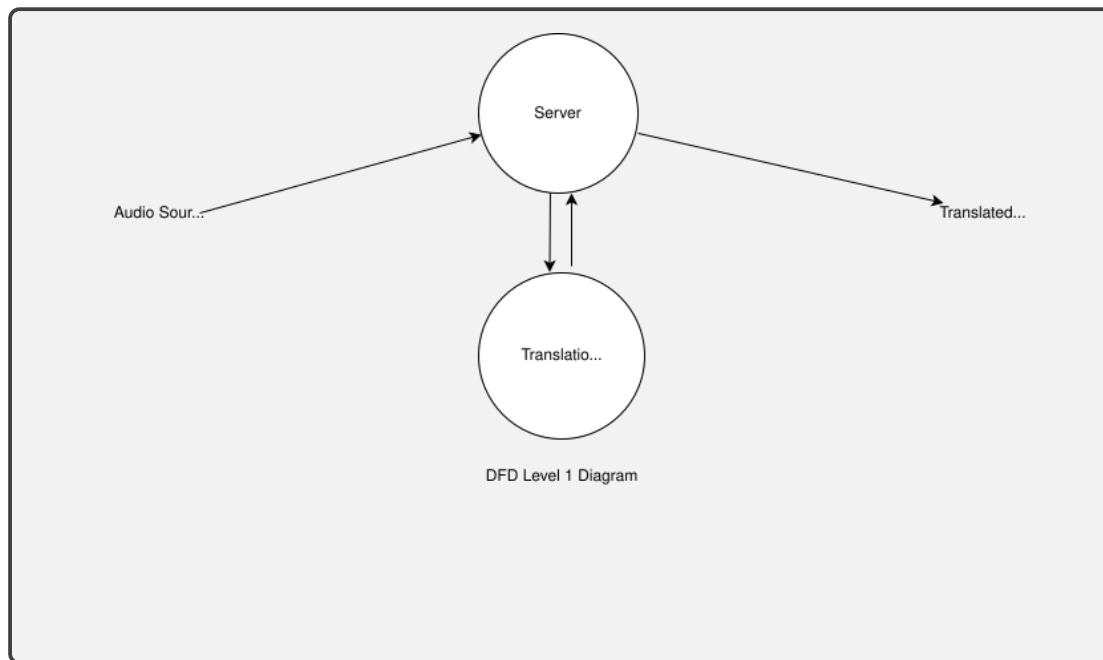 Server
Audio Sour...
Translated...
Translatio...
DFD Level 1 Diagram